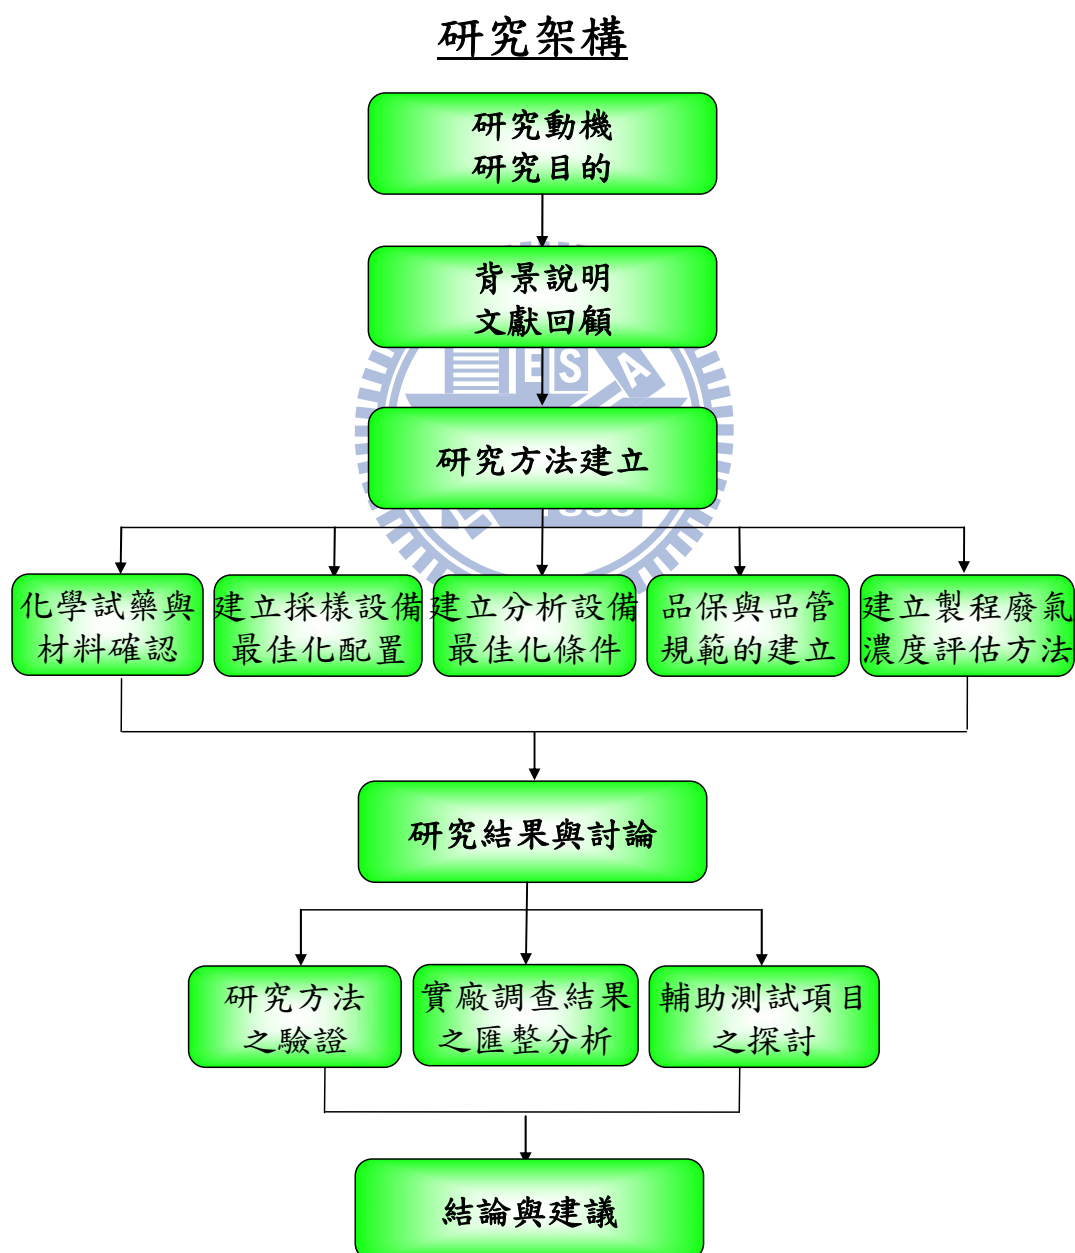 研究架構
研究動機
研究目的
背景說明
文獻回顧
E S A
研究方法建立
化學試藥與
材料確認
建立採樣設備
最佳化配置
建立分析設備
最佳化條件
品保與品管
規範的建立
建立製程廢氣
濃度評估方法
研究結果與討論
研究方法
之驗證
實廠調查結果
之匯整分析
輔助測試項目
之探討
結論與建議